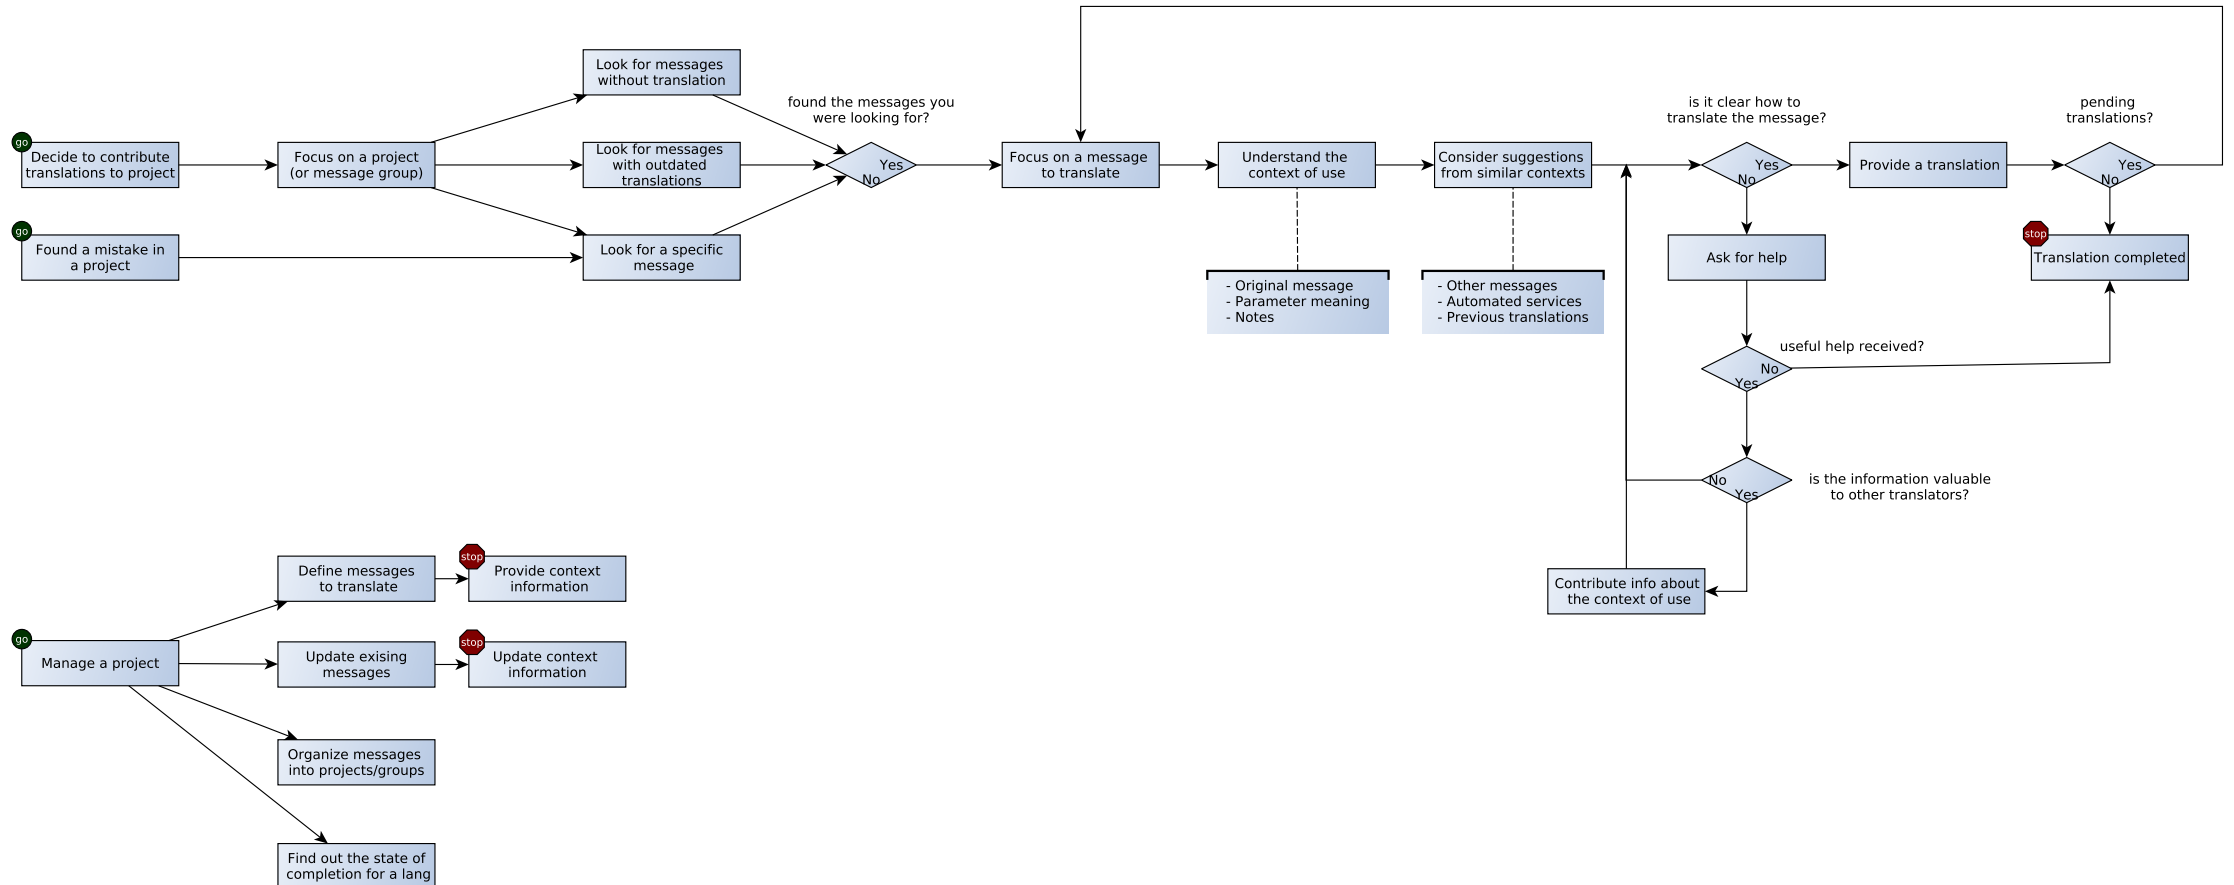 Look for messages
without translation
found the messages you
were looking for?
is it clear how to
translate the message?
pending
translations?
go
Decide to contribute
translations to project
Focus on a project
(or message group)
Look for messages
with outdated
translations
Yes
No
Focus on a message
to translate
Understand the
context of use
Consider suggestions
from similar contexts
Yes
No
Provide a translation
Yes
No
go
Found a mistake in
a project
Look for a specific
message
Ask for help
stop
Translation completed
- Original message
- Parameter meaning
- Notes
- Other messages
- Automated services
- Previous translations
useful help received?
No
Yes
No
Yes
is the information valuable
to other translators?
Contribute info about
the context of use
Define messages
to translate
stop
Provide context
information
go
Manage a project
Update exising
messages
stop
Update context
information
Organize messages
into projects/groups
Find out the state of
completion for a lang